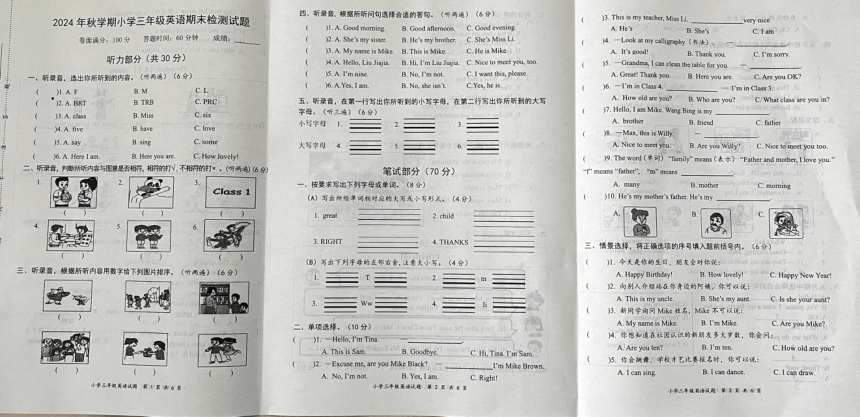 2024 年秋学期小学三年级英语期末检测试题
卷面满分：100 分 答题时间：60 分钟 成绩：
听力部分（共 30 分）
一、听录音，选出你所听到的内容。（听两遍）（6 分）
( )1. A. F B. M C. L
( )2. A. BRT B. TRB C. PRC
( )3. A. class B. Miss C. six
( )4. A. five B. have C. love
( )5. A. say B. sing C. some
( )6. A. Here I am. B. Here you are. C. How lovely!
二、听录音，判断所听内容与图意是否相符，相符的打√，不相符的打×。（听两遍）（6 分）
1. 2. 3.
Class 1
( ) ( ) ( )
4. 5. 6.
( ) ( ) ( )
三、听录音，根据所听内容用数字给下列图片排序。（听两遍）（6 分）
( ) ( ) ( )
( ) ( ) ( )
小学三年级英语试题 第 1 页 共 6 页
四、听录音，根据所听问句选择合适的答句。（听两遍）（6 分）
( )1. A. Good morning. B. Good afternoon. C. Good evening.
( )2. A. She's my sister. B. He's my brother. C. She's Miss Li.
( )3. A. My name is Mike. B. This is Mike. C. He is Mike.
( )4. A. Hello, Liu Jiajia. B. Hi, I'm Liu Jiajia. C. Nice to meet you, too.
( )5. A. I'm nine. B. No, I'm not. C. I want this, please.
( )6. A. Yes, I am. B. No, she isn't. C. Yes, he is.
五、听录音，在第一行写出你所听到的小写字母，在第二行写出你所听到的大写
字母。（听三遍）（6 分）
小写字母 1. 2. 3.
大写字母 4. 5. 6.
笔试部分（70 分）
一、按要求写出下列字母或单词。（8 分）
（A）写出所给单词相对应的大写或小写形式。（4 分）
1. great 2. child
3. RIGHT 4. THANKS
（B）写出下列字母的左邻右舍，注意大小写。（4 分）
1. T 2. m
3. Ww 4. Ii
二、单项选择。（10 分）
( )1. —Hello, I'm Tina.
A. This is Sam. B. Goodbye. C. Hi, Tina. I'm Sam.
( )2. —Excuse me, are you Mike Black? I'm Mike Brown.
A. No, I'm not. B. Yes, I am. C. Right!
小学三年级英语试题 第 2 页 共 6 页
( )3. This is my teacher, Miss Li. very nice.
A. He's B. She's C. I am
( )4. —Look at my calligraphy（书法） —
A. It's good! B. Thank you. C. I'm sorry.
( )5. —Grandma, I can clean the table for you. —
A. Great! Thank you. B. Here you are. C. Are you OK?
( )6. —I'm in Class 4. —I'm in Class 3.
A. How old are you? B. Who are you? C. What class are you in?
( )7. Hello, I am Mike. Wang Bing is my
A. brother B. friend C. father
( )8. —Max, this is Willy. —
A. Nice to meet you. B. Are you Willy? C. Nice to meet you too.
( )9. The word（单词）“family” means（表示）“Father and mother, I love you.”
“f” means “father”, “m” means
A. many B. mother C. morning
( )10. He's my mother's father. He's my
A. B. C.
三、情景选择，将正确选项的序号填入题前括号内。（6 分）
( )1. 今天是你的生日，朋友会对你说：
A. Happy Birthday! B. How lovely! C. Happy New Year!
( )2. 向别人介绍站在你身边的阿姨，你可以说：
A. This is my uncle. B. She's my aunt. C. Is she your aunt?
( )3. 新同学询问 Mike 姓名，Mike 不可以说：
A. My name is Mike. B. I'm Mike. C. Are you Mike?
( )4. 你想知道在社团认识的新朋友多大岁数，你会问：
A. Are you ten? B. I'm ten. C. How old are you?
( )5. 你会跳舞，学校才艺比赛报名时，你可以说：
A. I can sing. B. I can dance. C. I can draw.
小学三年级英语试题 第 3 页 共 6 页